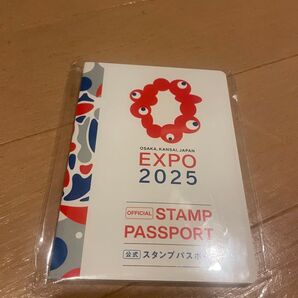 OSAKA, KANSAI, JAPAN
EXPO
2025
OFFICIAL STAMP
PASSPORT
公式 スタンプパスポ